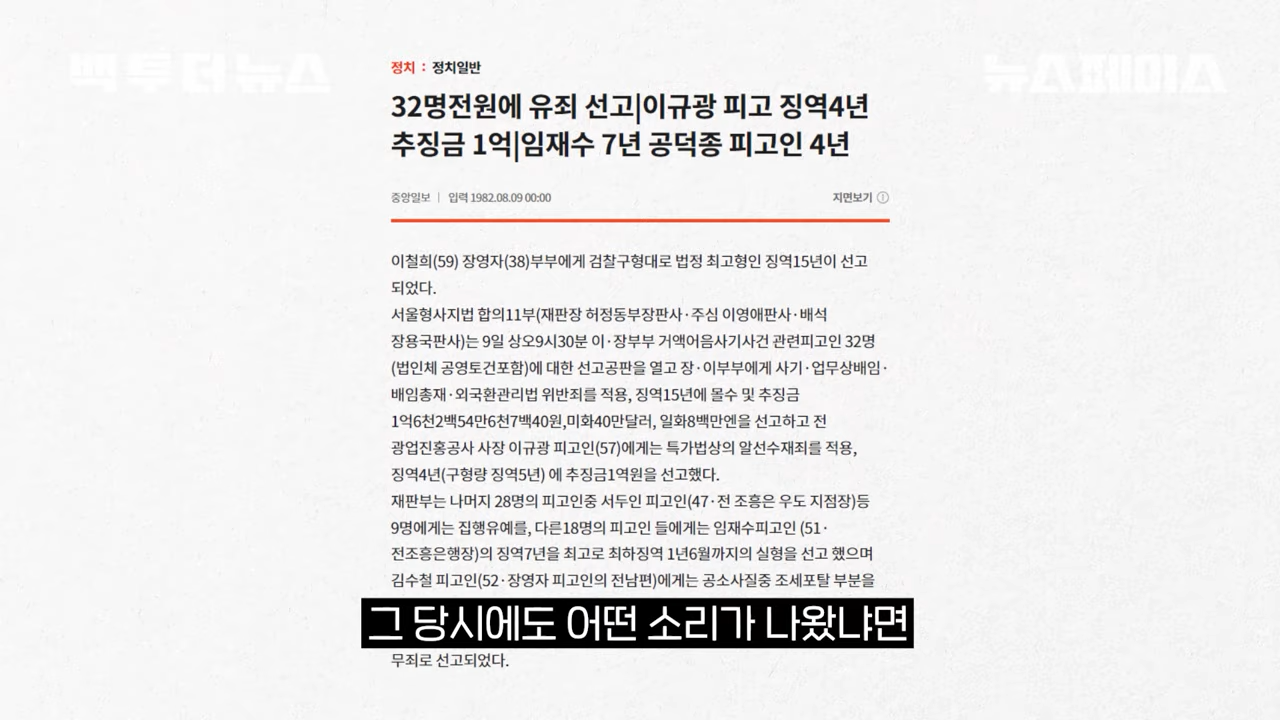 백투더뉴스
뉴스페이스
정치 : 정치일반
32명전원에 유죄 선고|이규광 피고 징역4년
추징금 1억|임재수 7년 공덕종 피고인 4년
중앙일보 | 입력 1982.08.09 00:00
지면보기
이철희(59) 장영자(38)부부에게 검찰구형대로 법정 최고형인 징역15년이 선고
되었다.
서울형사지법 합의11부(재판장 허정동부장판사·주심 이영애판사·배석
장용국판사)는 9일 상오9시30분 이·장부부 거액어음사기사건 관련피고인 32명
(법인체 공영토건포함)에 대한 선고공판을 열고 장·이부부에게 사기·업무상배임·
배임총재·외국환관리법 위반죄를 적용, 징역15년에 몰수 및 추징금
1억6천2백54만6천7백40원,미화40만달러, 일화8백만엔을 선고하고 전
광업진홍공사 사장 이규광 피고인(57)에게는 특가법상의 알선수재죄를 적용,
징역4년(구형량 징역5년) 에 추징금1억원을 선고했다.
재판부는 나머지 28명의 피고인중 서두인 피고인(47·전 조흥은 우도 지점장)등
9명에게는 집행유예를, 다른18명의 피고인 들에게는 임재수피고인 (51·
전조흥은행장)의 징역7년을 최고로 최하징역 1년6월까지의 실형을 선고 했으며
김수철 피고인(52·장영자 피고인의 전남편)에게는 공소사질중 조세포탈 부분을
그 당시에도 어떤 소리가 나왔냐면
무죄로 선고되었다.